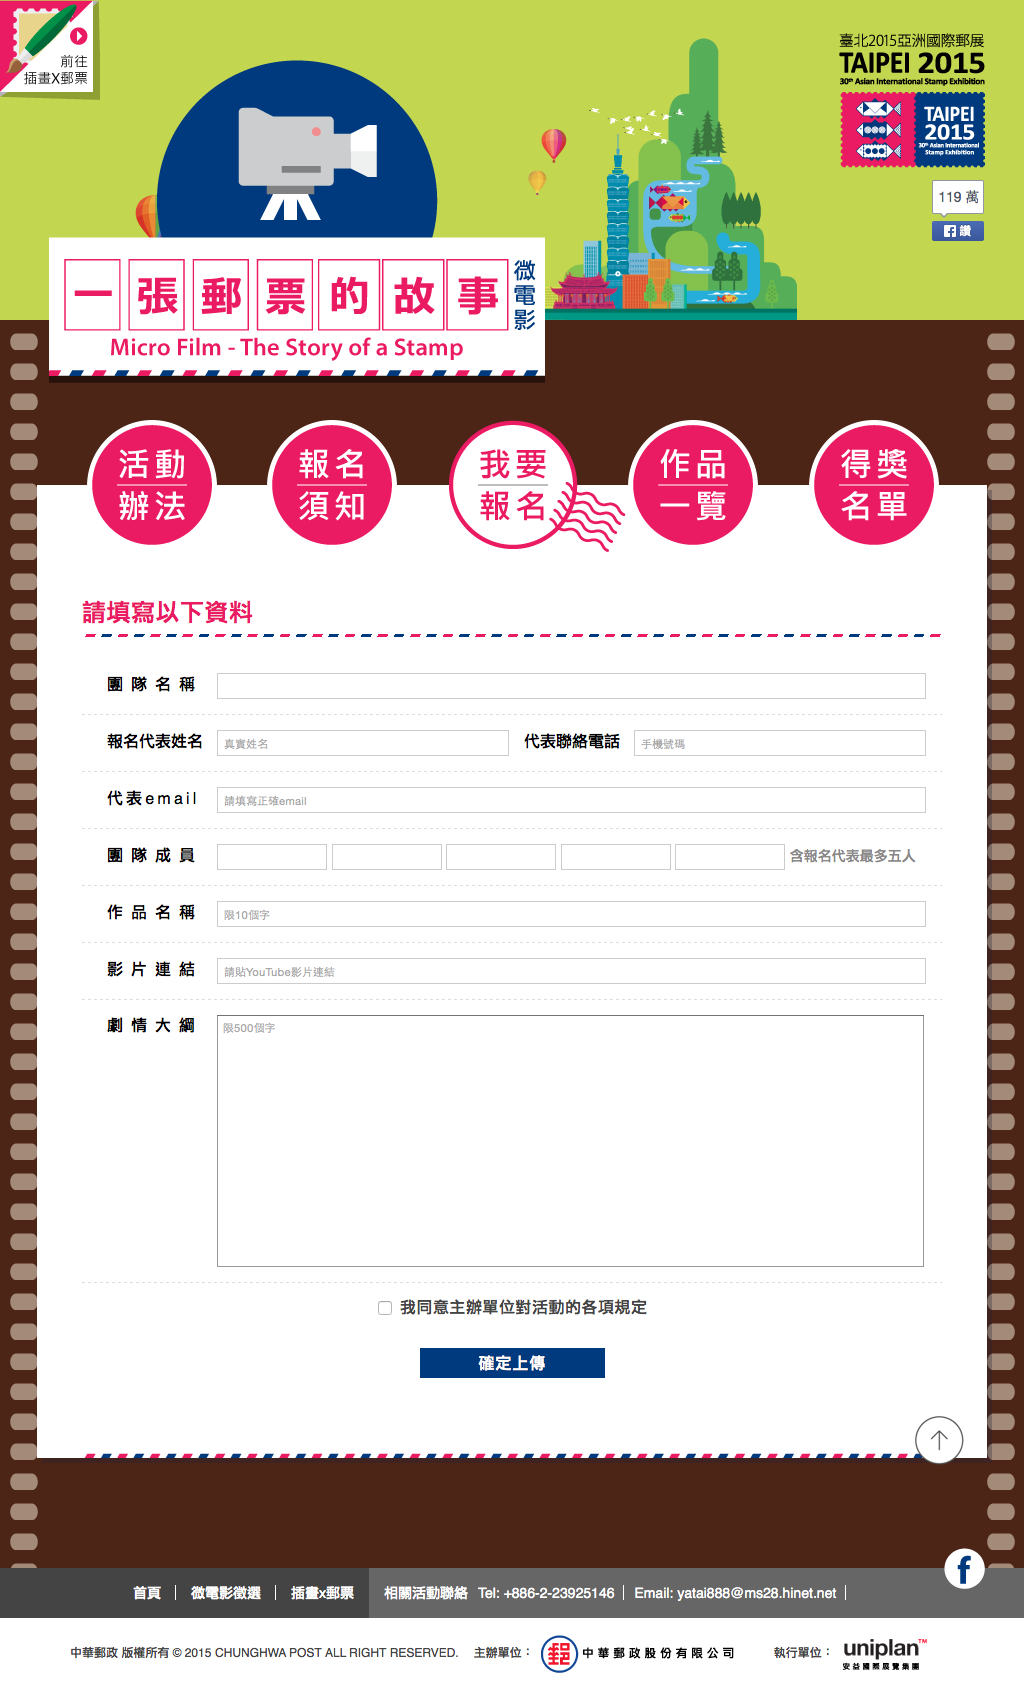 前往
插畫X郵票
臺北2015亞洲國際郵展
TAIPEI 2015
30th Asian International Stamp Exhibition
TAIPEI
2015
30th Asian International
Stamp Exhibition
119 萬
讚
一張郵票的故事
微電影
Micro Film - The Story of a Stamp
活動
辦法
報名
須知
我要
報名
作品
一覽
得獎
名單
請填寫以下資料
團隊名稱
報名代表姓名 真實姓名 代表聯絡電話 手機號碼
代表email 請填寫正確email
團隊成員 含報名代表最多五人
作品名稱 限10個字
影片連結 請貼YouTube影片連結
劇情大綱 限500個字
我同意主辦單位對活動的各項規定
確定上傳
首頁 微電影徵選 插畫x郵票 相關活動聯絡 Tel: +886-2-23925146 Email: yatai888@ms28.hinet.net
中華郵政 版權所有 © 2015 CHUNGHWA POST ALL RIGHT RESERVED. 主辦單位： 郵 中華郵政股份有限公司 執行單位： uniplan™
安益國際展覽集團